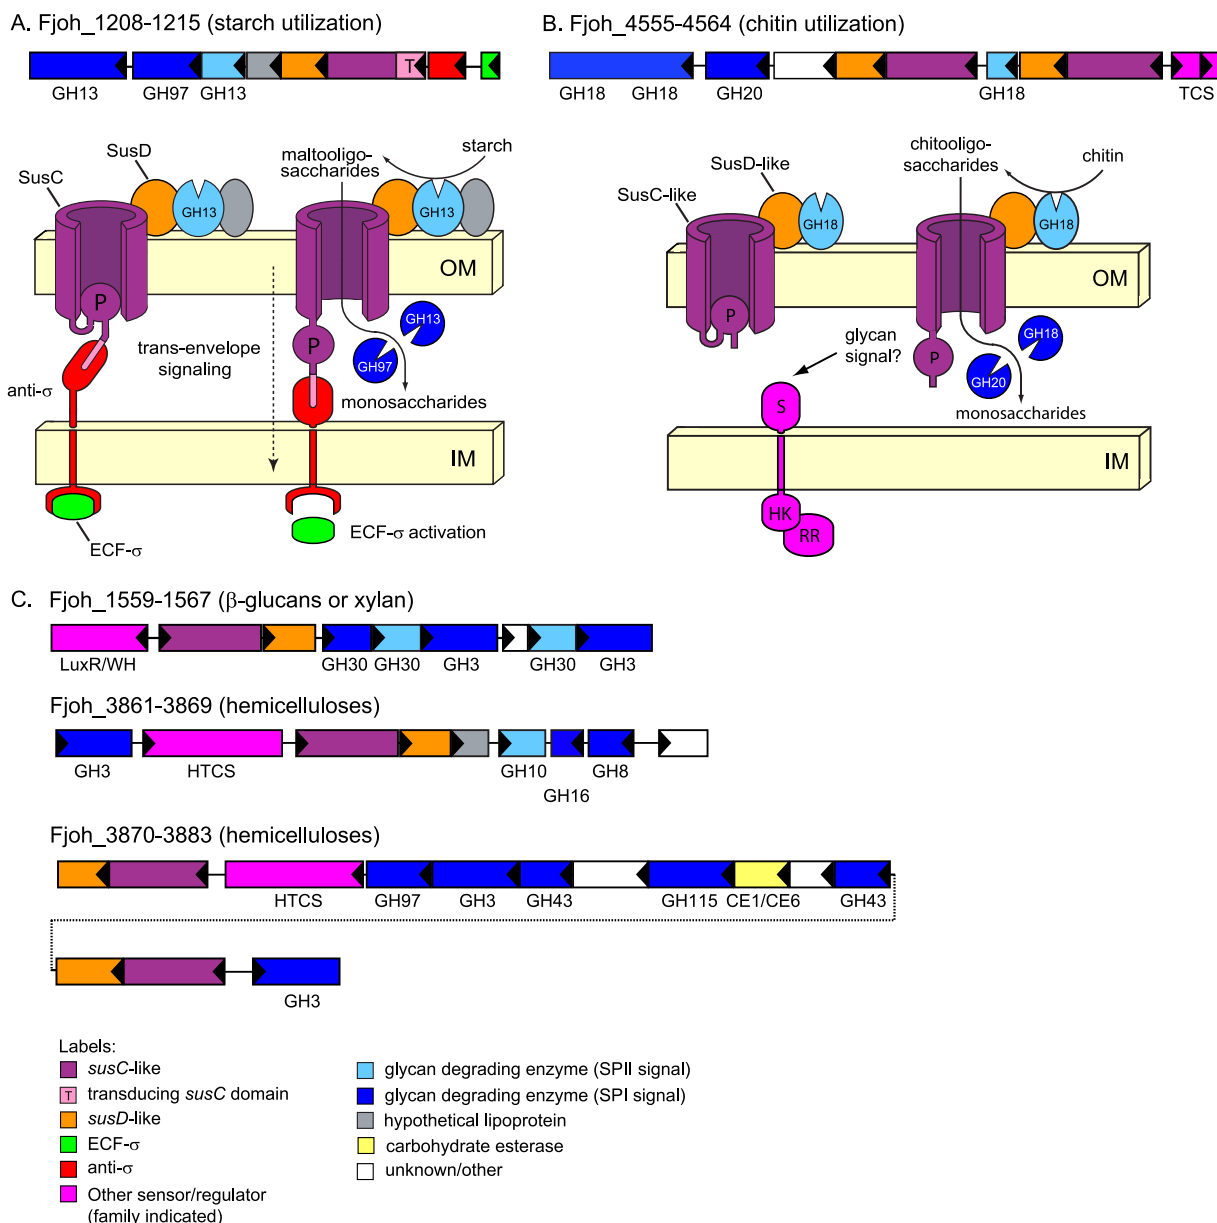 A. Fjoh_1208-1215 (starch utilization)
T
GH13 GH97 GH13
SusD
SusC
maltooligo-
saccharides
starch
GH13
GH13
OM
P
P
trans-envelope
signaling
GH13
GH97
anti-σ
monosaccharides
IM
ECF-σ activation
ECF-σ
B. Fjoh_4555-4564 (chitin utilization)
GH18 GH18 GH20 GH18 TCS
chitooligo-
saccharides
chitin
SusD-like
SusC-like
GH18
GH18
OM
P
glycan
signal?
GH18
P
GH20
monosaccharides
S
IM
HK
RR
C. Fjoh_1559-1567 (β-glucans or xylan)
LuxR/WH GH30 GH30 GH3 GH30 GH3
Fjoh_3861-3869 (hemicelluloses)
GH3 HTCS GH10 GH8
GH16
Fjoh_3870-3883 (hemicelluloses)
HTCS GH97 GH3 GH43 GH115 CE1/CE6 GH43
GH3
Labels:
susC-like
T transducing susC domain
susD-like
ECF-σ
anti-σ
Other sensor/regulator
(family indicated)
glycan degrading enzyme (SPII signal)
glycan degrading enzyme (SPI signal)
hypothetical lipoprotein
carbohydrate esterase
unknown/other